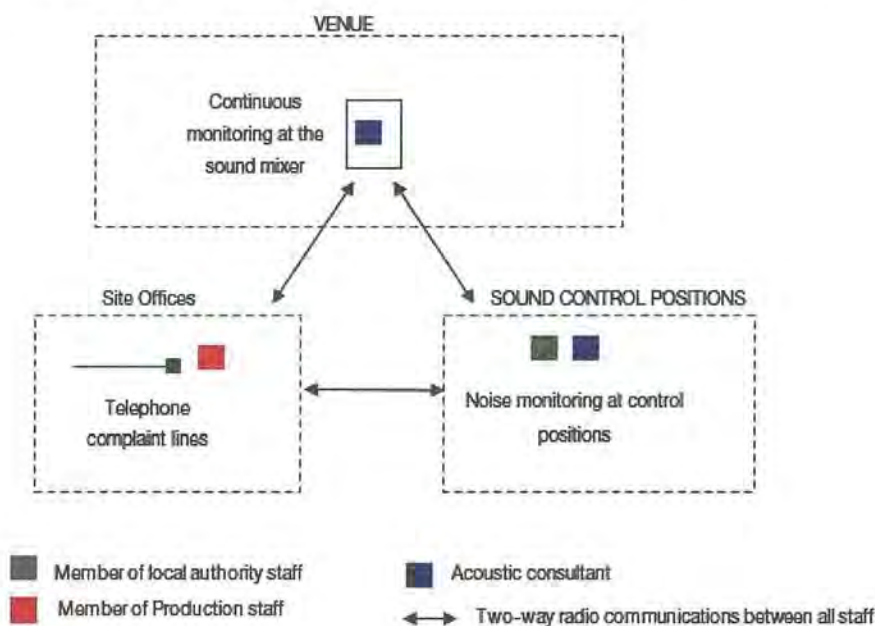 VENUE
Continuous
monitoring at the
sound mixer
Site Offices
SOUND CONTROL POSITIONS
Telephone
complaint lines
Noise monitoring at control
positions
Member of local authority staff
Acoustic consultant
Member of Production staff
Two-way radio communications between all staff